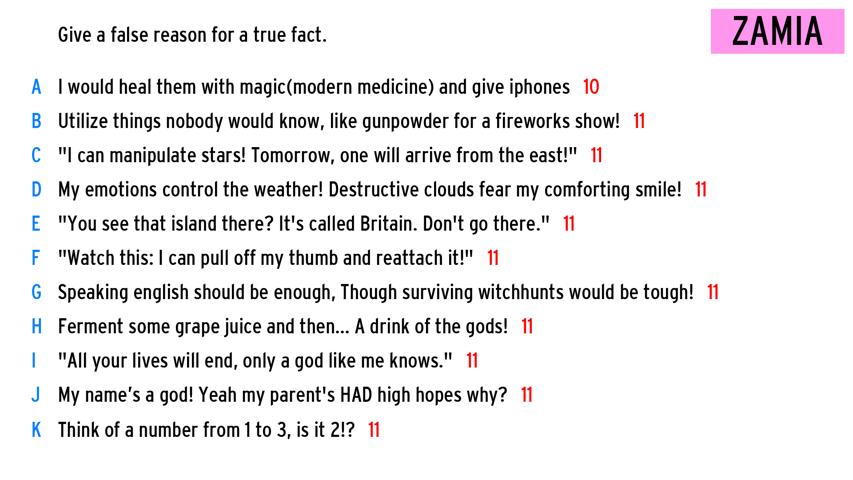 Give a false reason for a true fact.
ZAMIA
A I would heal them with magic(modern medicine) and give iphones 10
B Utilize things nobody would know, like gunpowder for a fireworks show! 11
C "I can manipulate stars! Tomorrow, one will arrive from the east!" 11
D My emotions control the weather! Destructive clouds fear my comforting smile! 11
E "You see that island there? It's called Britain. Don't go there." 11
F "Watch this: I can pull off my thumb and reattach it!" 11
G Speaking english should be enough, Though surviving witchhunts would be tough! 11
H Ferment some grape juice and then... A drink of the gods! 11
I "All your lives will end, only a god like me knows." 11
J My name’s a god! Yeah my parent's HAD high hopes why? 11
K Think of a number from 1 to 3, is it 2!? 11